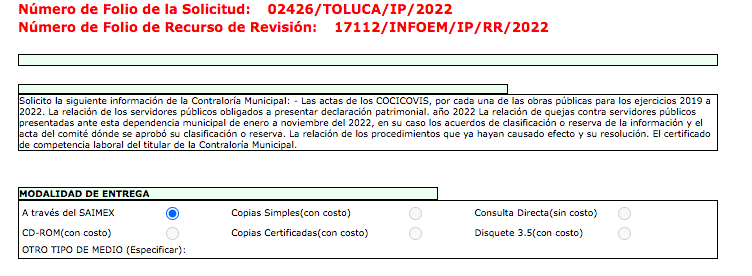 Número de Folio de la Solicitud: 02426/TOLUCA/IP/2022
Número de Folio de Recurso de Revisión: 17112/INFOEM/IP/RR/2022
Solicito la siguiente información de la Contraloría Municipal: - Las actas de los COCICOVIS, por cada una de las obras públicas para los ejercicios 2019 a
2022. La relación de los servidores públicos obligados a presentar declaración patrimonial. año 2022 La relación de quejas contra servidores públicos
presentadas ante esta dependencia municipal de enero a noviembre del 2022, en su caso los acuerdos de clasificación o reserva de la información y el
acta del comité dónde se aprobó su clasificación o reserva. La relación de los procedimientos que ya hayan causado efecto y su resolución. El certificado
de competencia laboral del titular de la Contraloría Municipal.
MODALIDAD DE ENTREGA
A través del SAIMEX Copias Simples(con costo) Consulta Directa(sin costo)
CD-ROM(con costo) Copias Certificadas(con costo) Disquete 3.5(con costo)
OTRO TIPO DE MEDIO (Especificar):